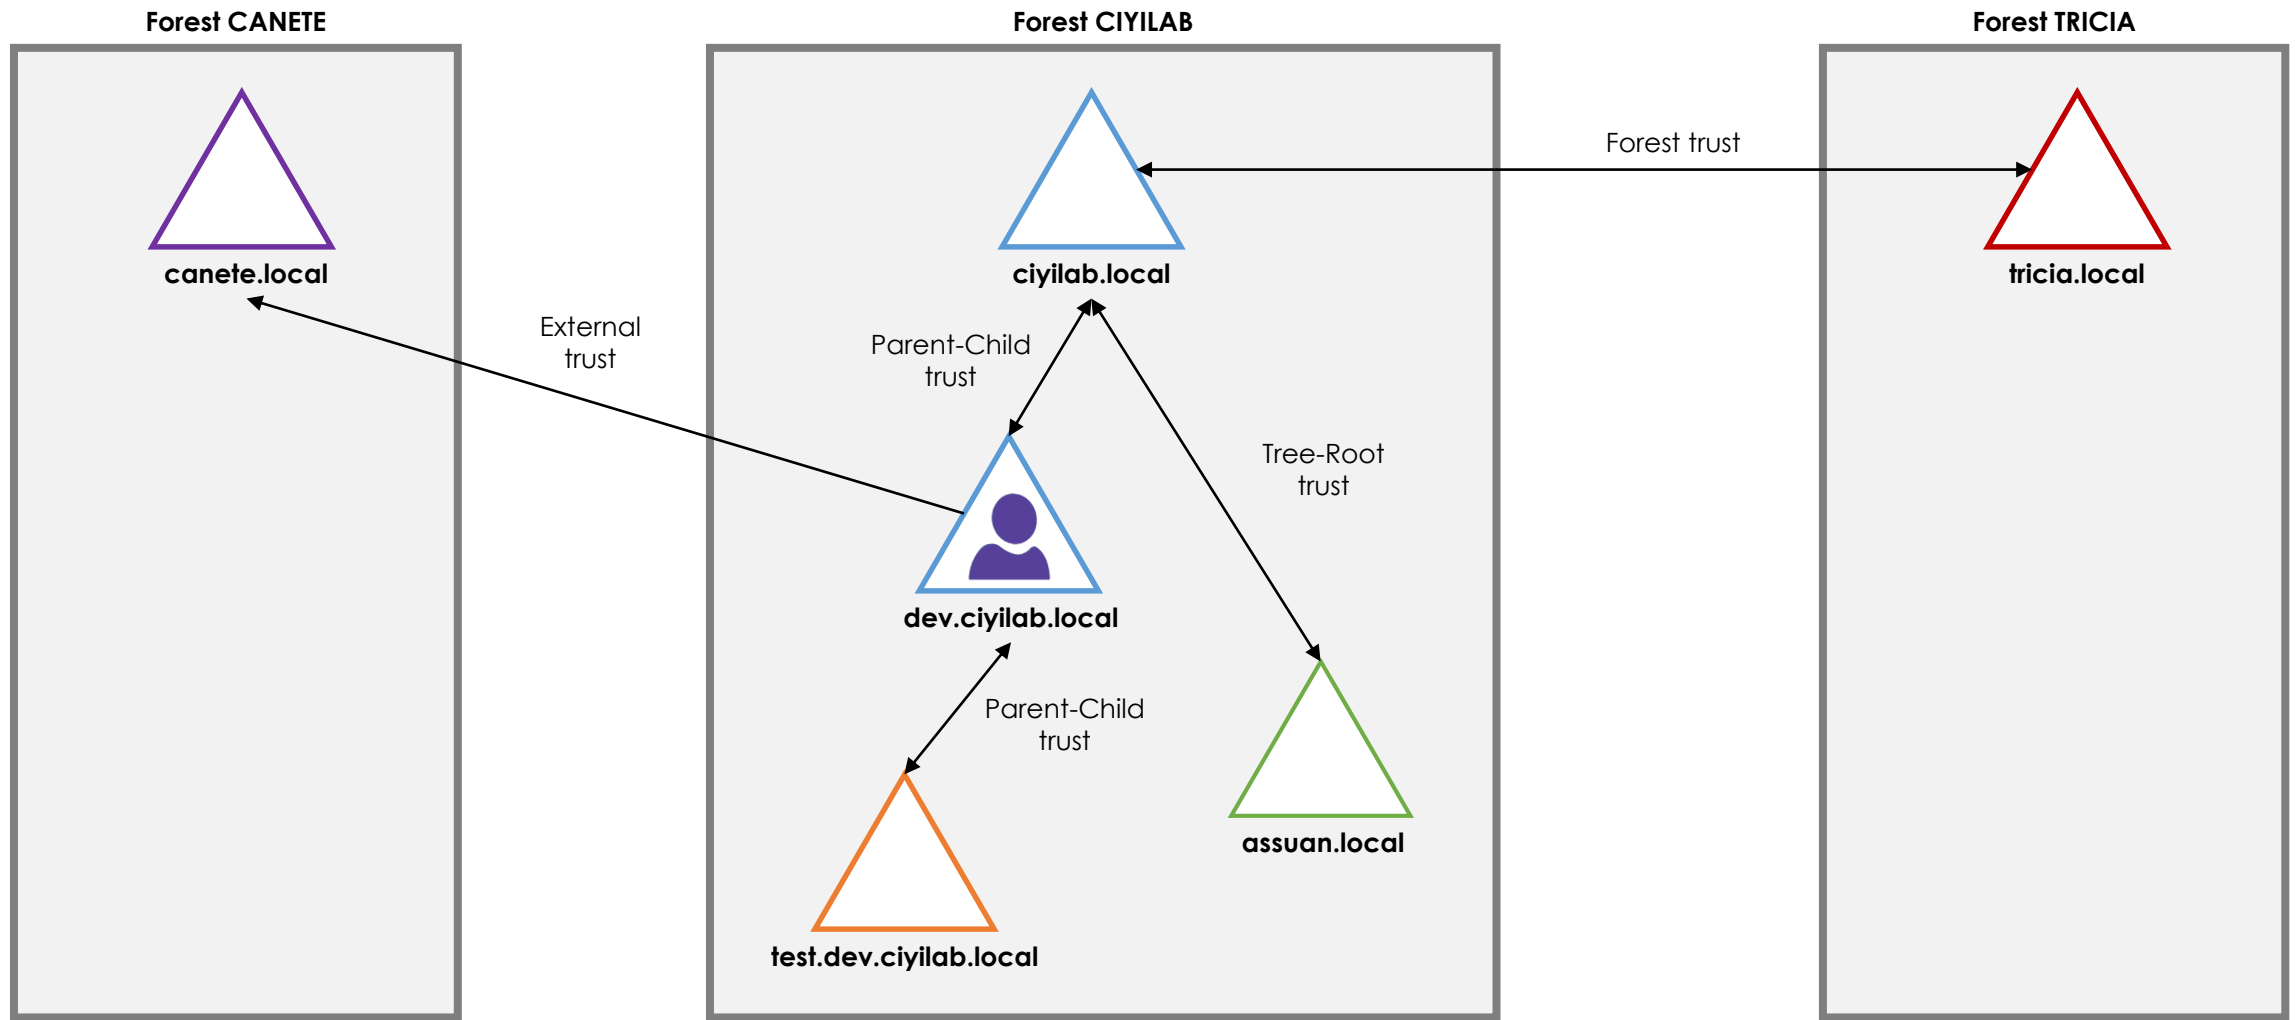 Forest CANETE
Forest CIYILAB
Forest TRICIA
Forest trust
canete.local
ciyilab.local
tricia.local
External
trust
Parent-Child
trust
Tree-Root
trust
dev.ciyilab.local
Parent-Child
trust
assuan.local
test.dev.ciyilab.local